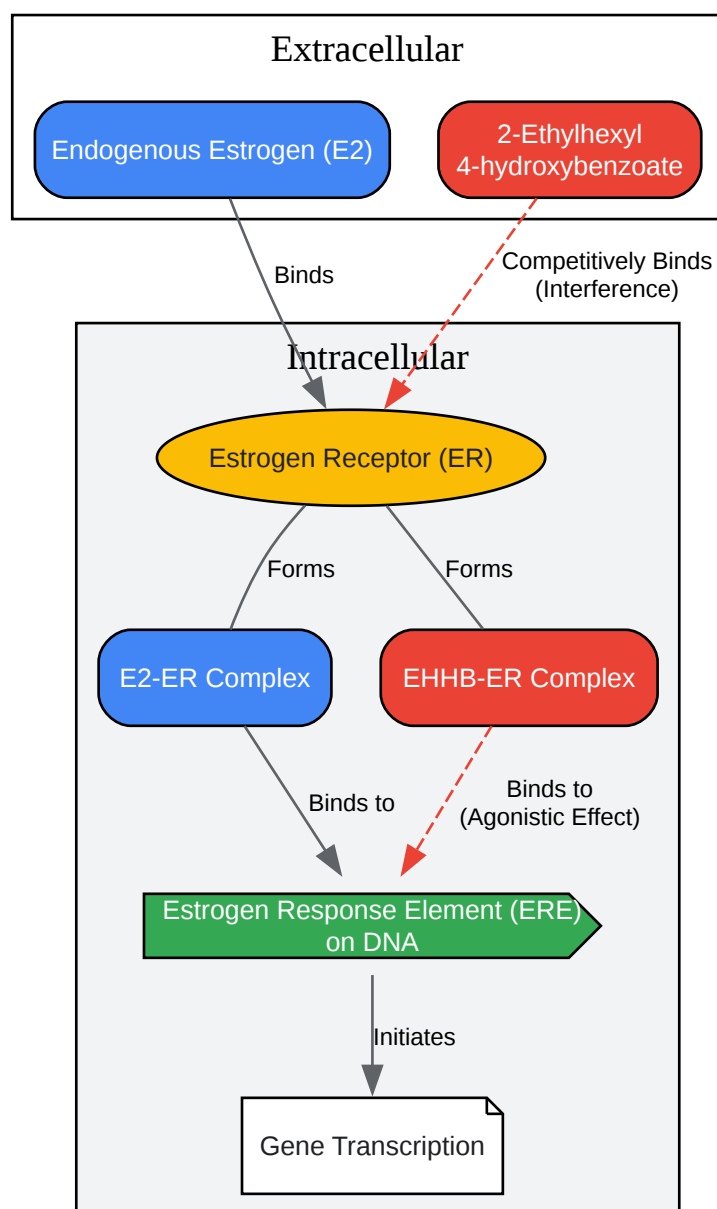 Extracellular
Endogenous Estrogen (E2)
2-Ethylhexyl
4-hydroxybenzoate
Binds
Competitively Binds
(Interference)
Intracellular
Estrogen Receptor (ER)
Forms
Forms
E2-ER Complex
EHHB-ER Complex
Binds to
Binds to
(Agonistic Effect)
Estrogen Response Element (ERE)
on DNA
Initiates
Gene Transcription